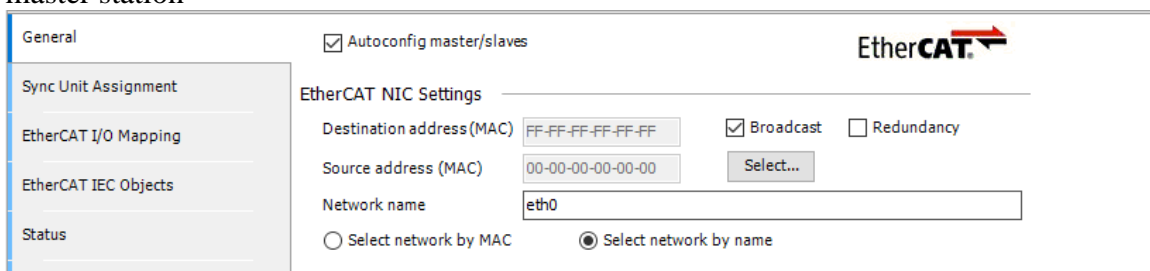 master station
General
Autoconfig master/slaves
EtherCAT.
Sync Unit Assignment
EtherCAT NIC Settings
EtherCAT I/O Mapping
Destination address (MAC) FF-FF-FF-FF-FF-FF Broadcast Redundancy
Source address (MAC) 00-00-00-00-00-00 Select...
EtherCAT IEC Objects
Network name eth0
Status
Select network by MAC Select network by name